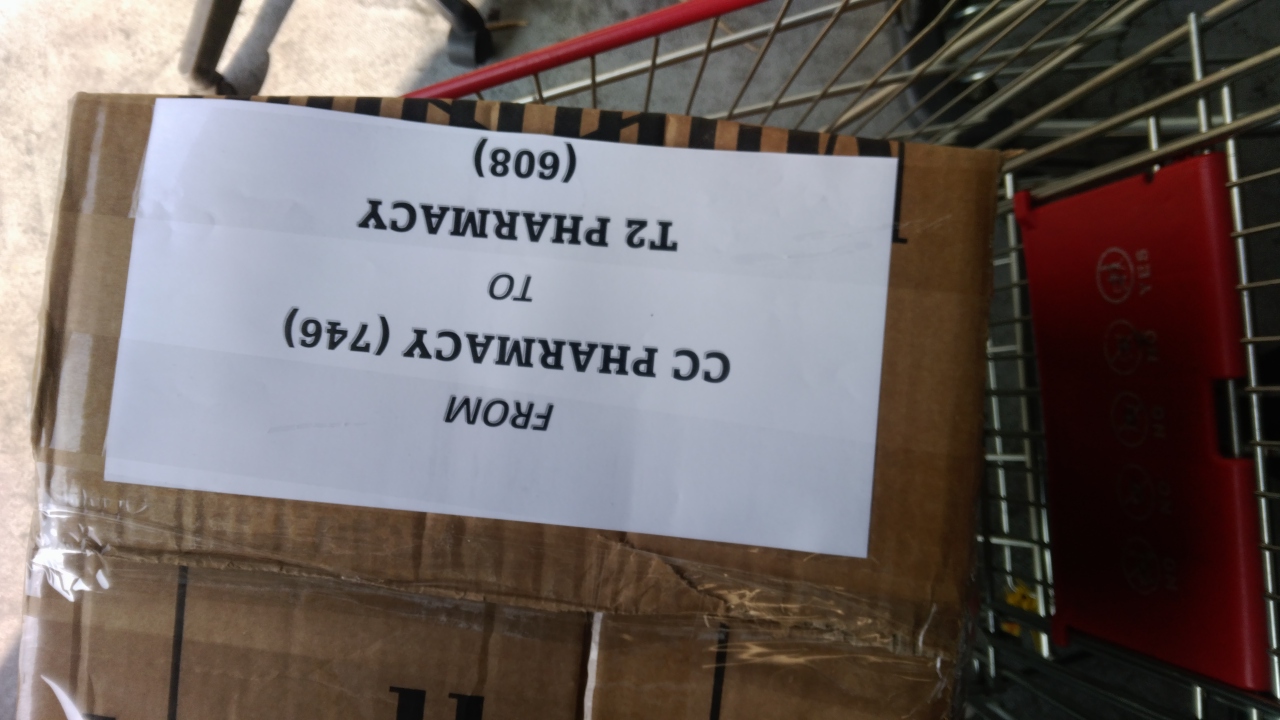 FROM
CC PHARMACY (746)
TO
T2 PHARMACY
(608)